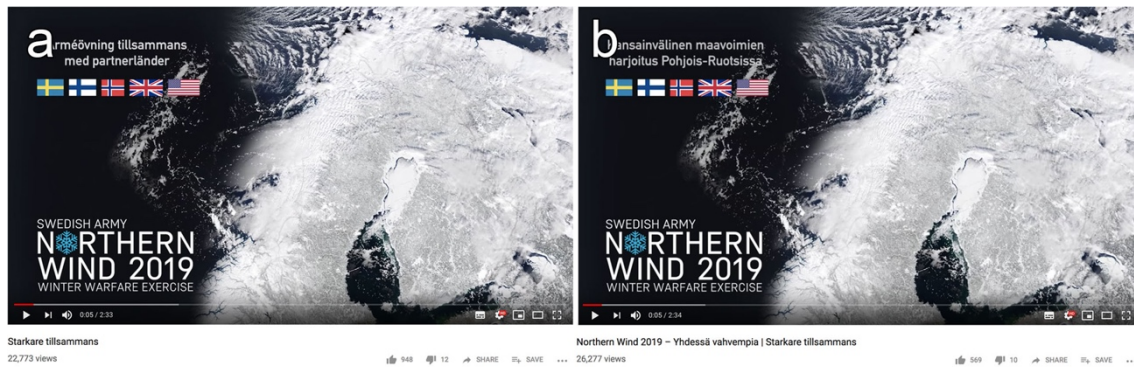 a
rméövning tillsammans
med partnerländer
SWEDISH ARMY
NORTHERN
WIND 2019
WINTER WARFARE EXERCISE
0:05 / 2:33
Starkare tillsammans
22,773 views
948 12 SHARE SAVE
b
ansainvälinen maavoimien
harjoitus Pohjois-Ruotsissa
SWEDISH ARMY
NORTHERN
WIND 2019
WINTER WARFARE EXERCISE
0:05 / 2:34
Northern Wind 2019 – Yhdessä vahvempia | Starkare tillsammans
26,277 views
569 10 SHARE SAVE